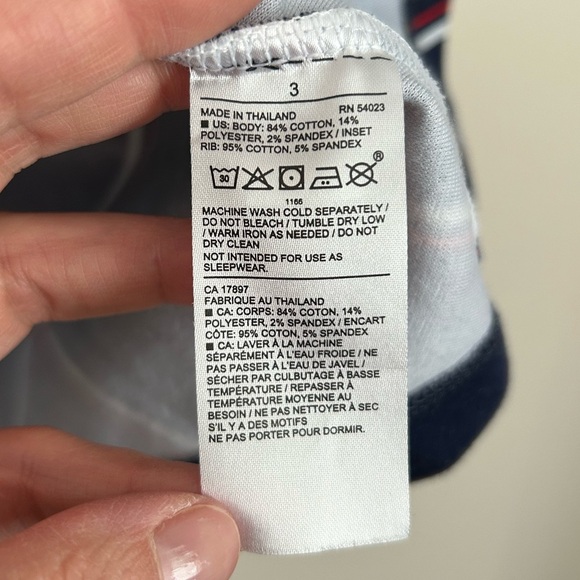 3
MADE IN THAILAND RN 54023
■ US: BODY: 84% COTTON, 14%
POLYESTER, 2% SPANDEX / INSET
RIB: 95% COTTON, 5% SPANDEX
30
®
1166
MACHINE WASH COLD SEPARATELY /
DO NOT BLEACH / TUMBLE DRY LOW
/ WARM IRON AS NEEDED / DO NOT
DRY CLEAN
NOT INTENDED FOR USE AS
SLEEPWEAR.
CA 17897
FABRIQUE AU THAILAND
■ CA: CORPS: 84% COTON, 14%
POLYESTER, 2% SPANDEX / ENCART
CÔTE: 95% COTON, 5% SPANDEX
■ CA: LAVER À LA MACHINE
SÉPARÉMENT À L'EAU FROIDE / NE
PAS PASSER À L'EAU DE JAVEL /
SÉCHER PAR CULBUTAGE À BASSE
TEMPÉRATURE / REPASSER À
TEMPÉRATURE MOYENNE AU
BESOIN / NE PAS NETTOYER À SEC
S'IL Y A DES MOTIFS
NE PAS PORTER POUR DORMIR.